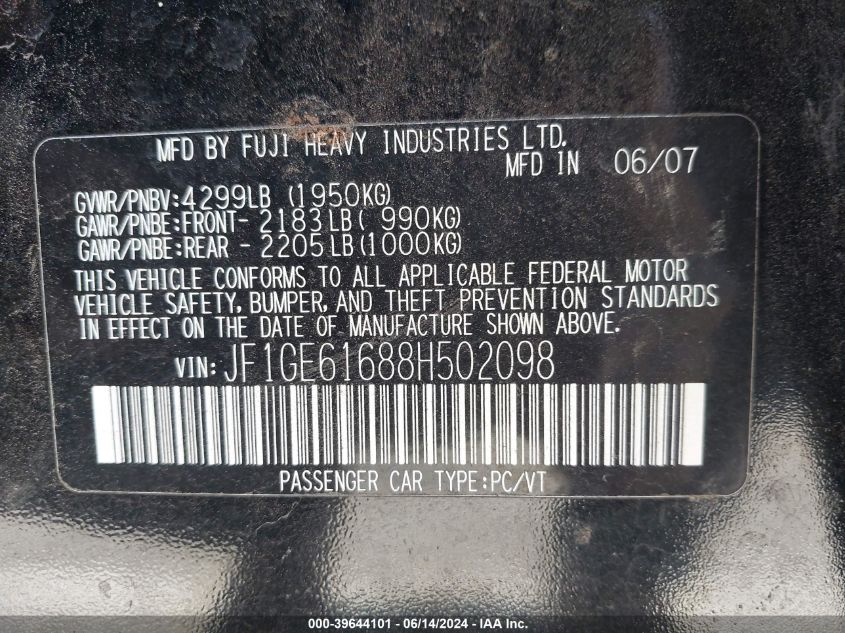 MFD BY FUJI HEAVY INDUSTRIES LTD.
MFD IN 06/07
GVWR/PNBV:4299LB (1950KG)
GAWR/PNBE:FRONT- 2183LB( 990KG)
GAWR/PNBE:REAR - 2205LB(1000KG)
THIS VEHICLE CONFORMS TO ALL APPLICABLE FEDERAL MOTOR
VEHICLE SAFETY, BUMPER, AND THEFT PREVENTION STANDARDS
IN EFFECT ON THE DATE OF MANUFACTURE SHOWN ABOVE.
VIN: JF1GE61688H502098
PASSENGER CAR TYPE:PC/VT
000-39644101 - 06/14/2024 - IAA Inc.